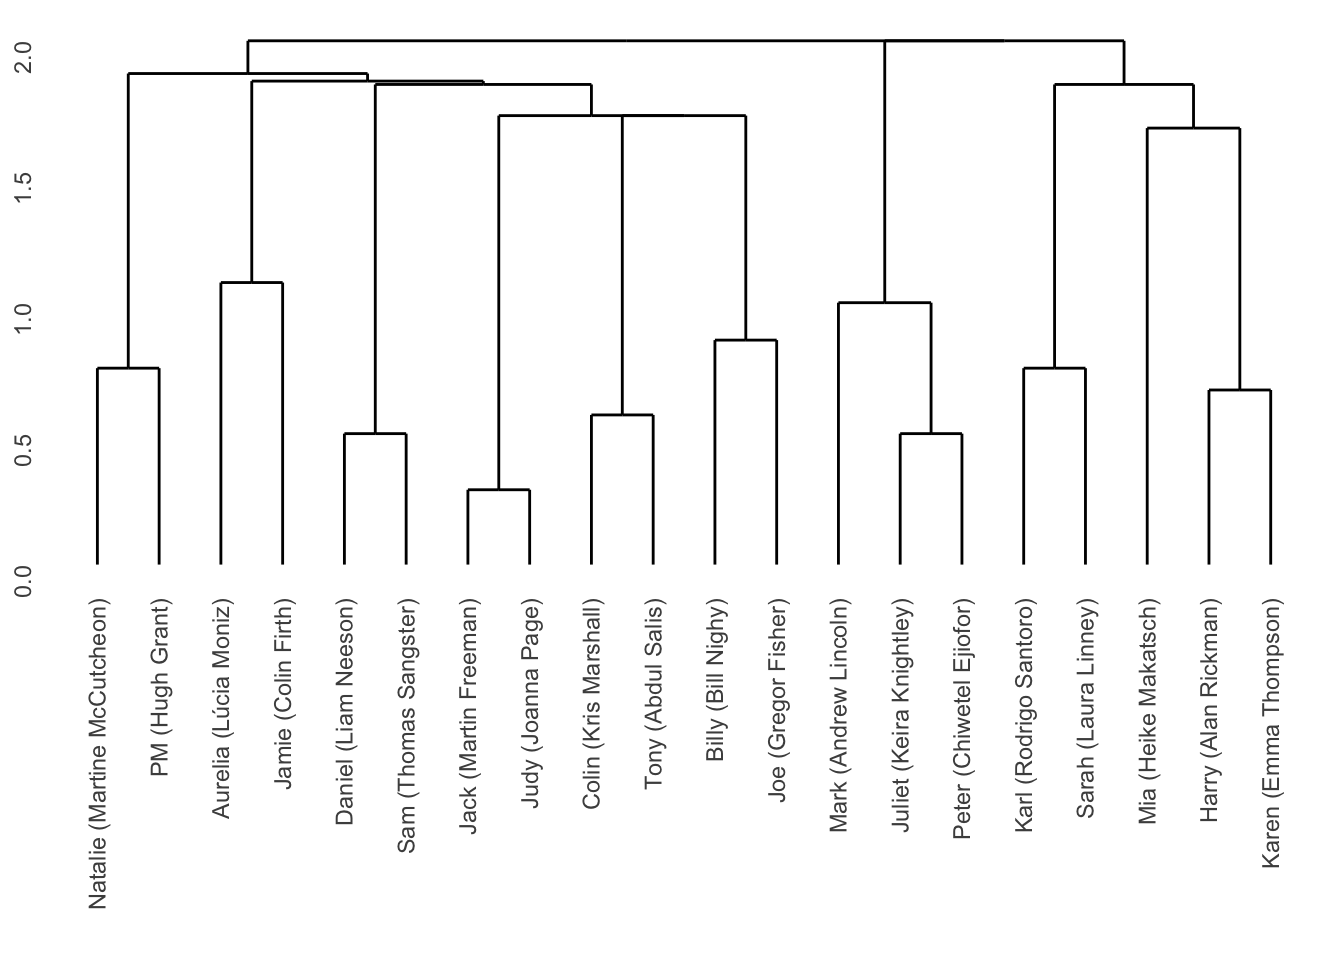 2.0
1.5
1.0
0.5
0.0
Natalie (Martine McCutcheon)
PM (Hugh Grant)
Aurelia (Lúcia Moniz)
Jamie (Colin Firth)
Daniel (Liam Neeson)
Sam (Thomas Sangster)
Jack (Martin Freeman)
Judy (Joanna Page)
Colin (Kris Marshall)
Tony (Abdul Salis)
Billy (Bill Nighy)
Joe (Gregor Fisher)
Mark (Andrew Lincoln)
Juliet (Keira Knightley)
Peter (Chiwetel Ejiofor)
Karl (Rodrigo Santoro)
Sarah (Laura Linney)
Mia (Heike Makatsch)
Harry (Alan Rickman)
Karen (Emma Thompson)